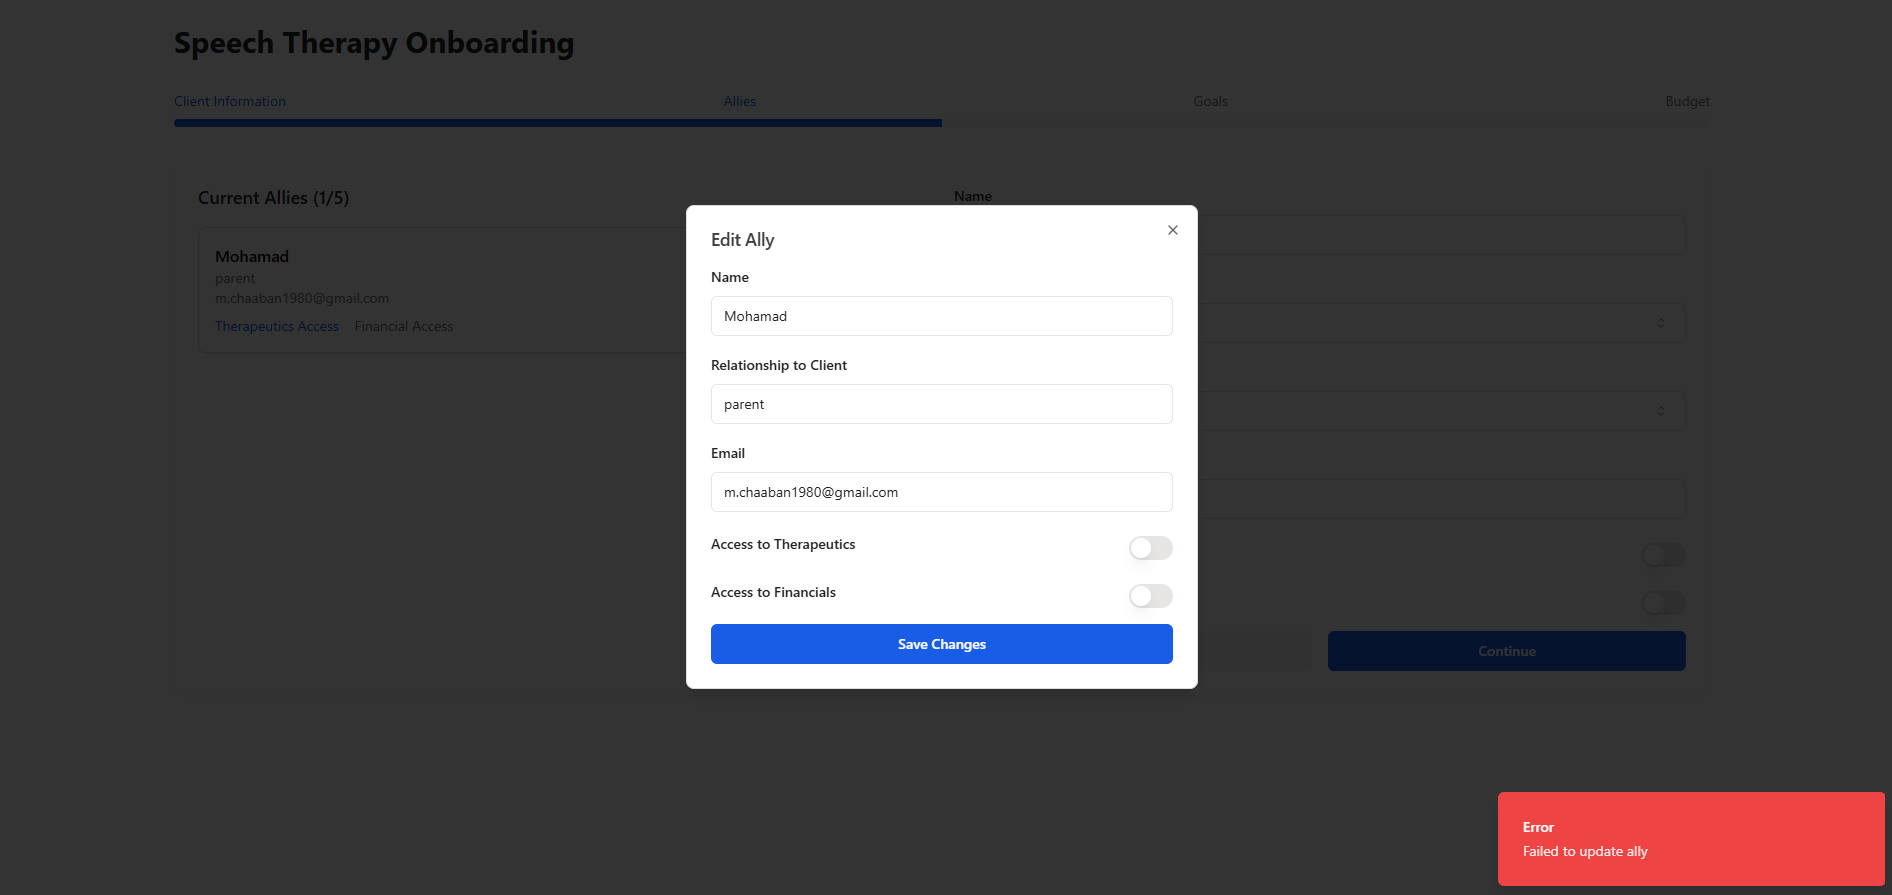 Speech Therapy Onboarding
Client Information
Allies
Goals
Budget
Current Allies (1/5)
Mohamad
parent
m.chaaban1980@gmail.com
Therapeutics Access Financial Access
Name
Continue
Edit Ally
Name
Mohamad
Relationship to Client
parent
Email
m.chaaban1980@gmail.com
Access to Therapeutics
Access to Financials
Save Changes
Error
Failed to update ally